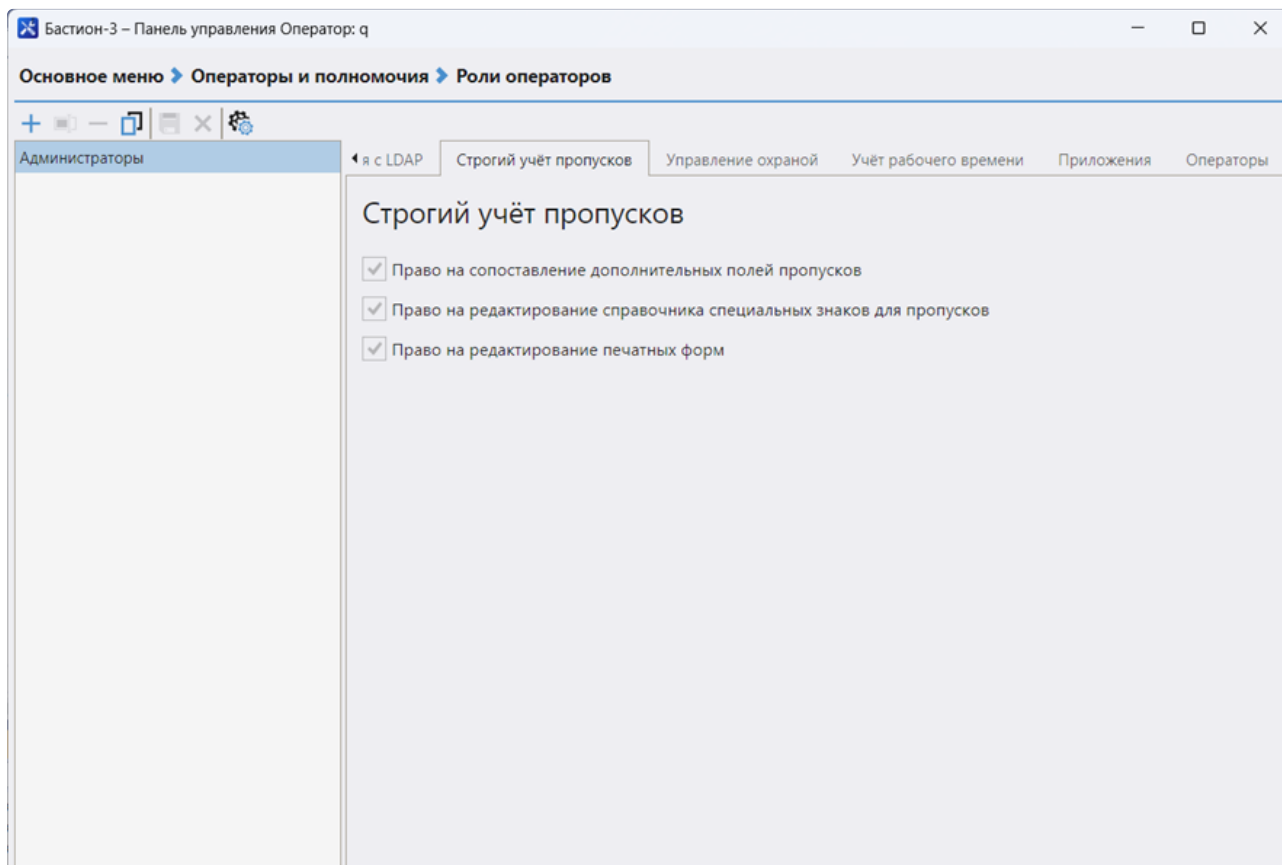 Бастион-3 – Панель управления Оператор: q
Основное меню Операторы и полномочия Роли операторов
Администраторы
я с LDAP Строгий учёт пропусков Управление охраной Учёт рабочего времени Приложения Операторы
Строгий учёт пропусков
Право на сопоставление дополнительных полей пропусков
Право на редактирование справочника специальных знаков для пропусков
Право на редактирование печатных форм